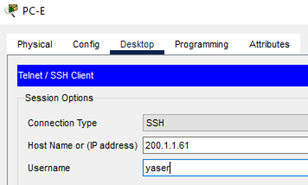 PC-E
Physical Config Desktop Programming Attributes
Telnet / SSH Client
Session Options
Connection Type SSH
Host Name or (IP address) 200.1.1.61
Username yaser